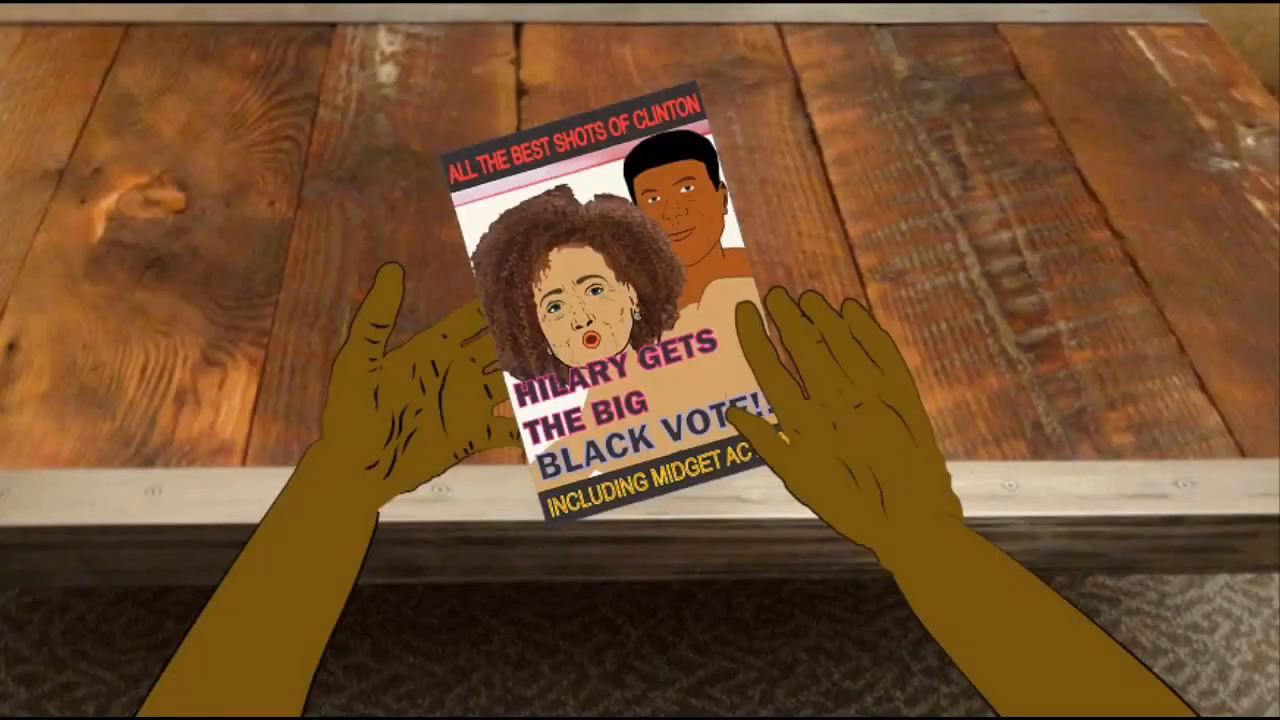 ALL THE BEST SHOTS OF CLINTON
HILARY GETS
THE BIG
BLACK VOTE!!
INCLUDING MIDGET